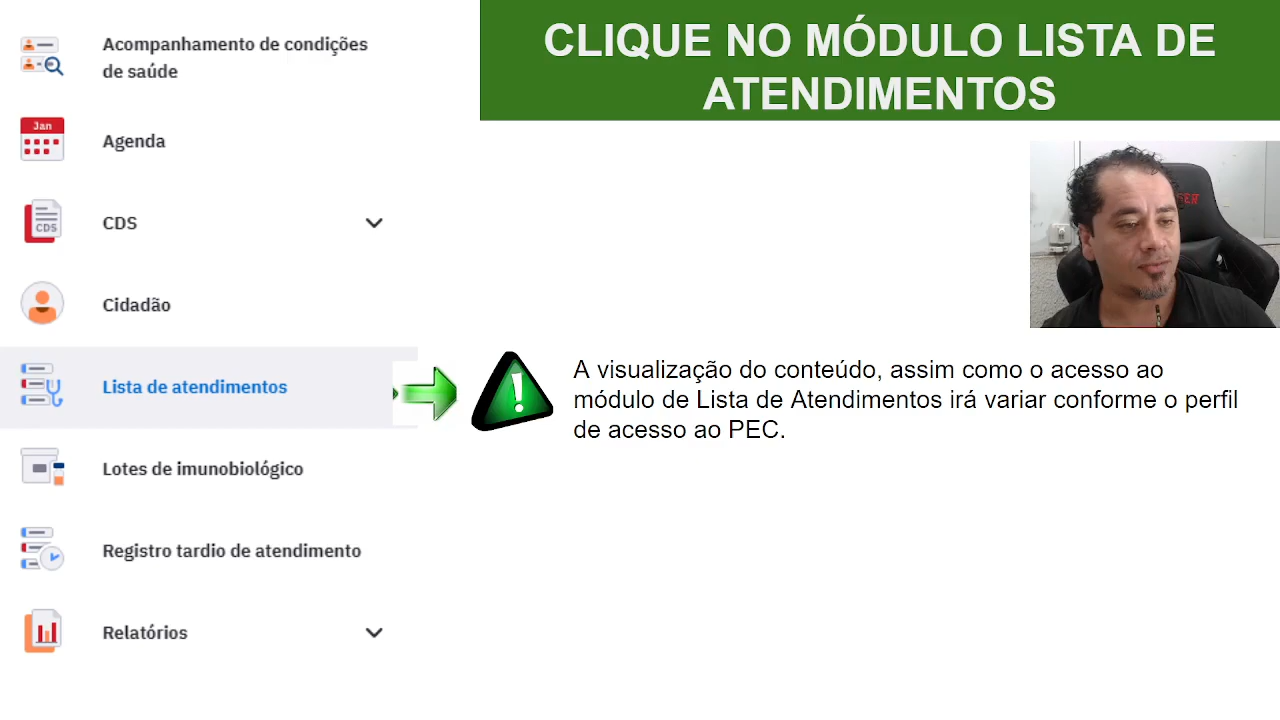 CLIQUE NO MÓDULO LISTA DE
ATENDIMENTOS
Acompanhamento de condições
de saúde
Jan
Agenda
CDS
CDS
Cidadão
Lista de atendimentos
A visualização do conteúdo, assim como o acesso ao
módulo de Lista de Atendimentos irá variar conforme o perfil
de acesso ao PEC.
Lotes de imunobiológico
Registro tardio de atendimento
Relatórios